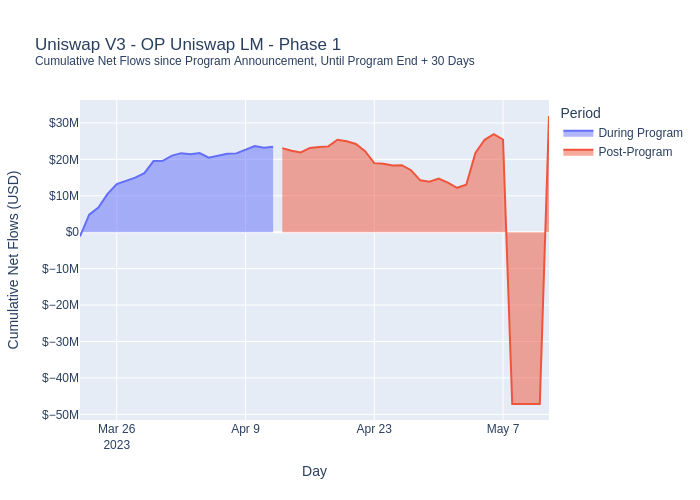 Uniswap V3 - OP Uniswap LM - Phase 1
Cumulative Net Flows since Program Announcement, Until Program End + 30 Days
Period
During Program
Post-Program
Cumulative Net Flows (USD)
$30M
$20M
$10M
$0
$−10M
$−20M
$−30M
$−40M
$−50M
Mar 26
2023
Apr 9
Apr 23
May 7
Day